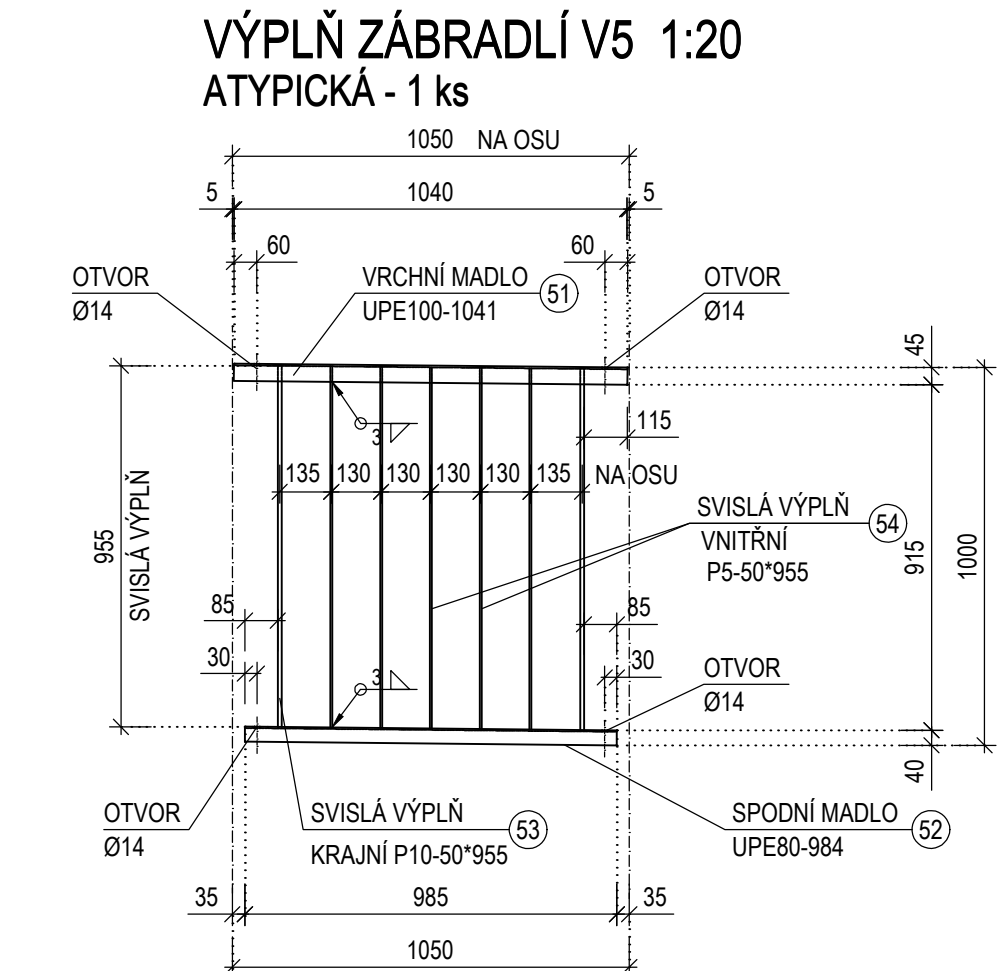 VÝPLŇ ZÁBRADLÍ V5 1:20
ATYPICKÁ - 1 ks
1050 NA OSU
5 1040 5
60 60
OTVOR
Ø14
VRCHNÍ MADLO
UPE100-1041
51
OTVOR
Ø14
45
115
3
135 130 130 130 130 135 NA OSU
955
SVISLÁ VÝPLŇ
SVISLÁ VÝPLŇ
VNITŘNÍ
P5-50*955
54
915
1000
85 85
30 30
3
OTVOR
Ø14
40
OTVOR
Ø14
SVISLÁ VÝPLŇ
KRAJNÍ P10-50*955
53
SPODNÍ MADLO
UPE80-984
52
35 985 35
1050